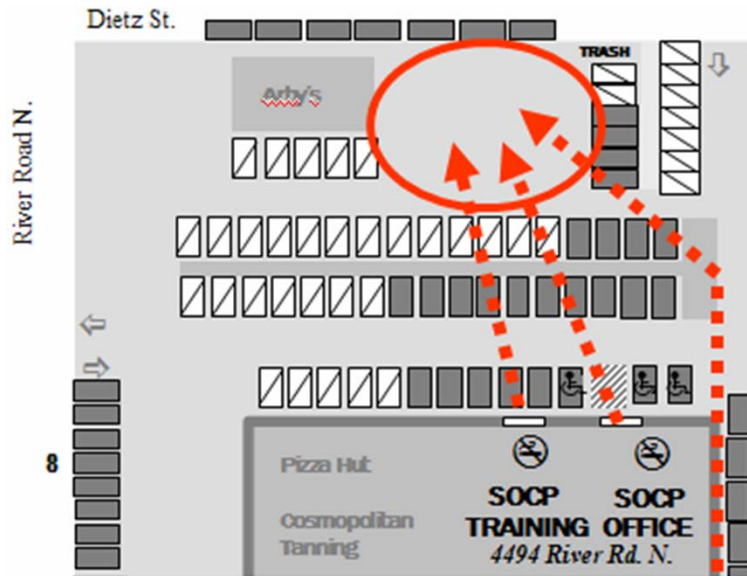 Dietz St.
TRASH
Arby's
River Road N.
8
Pizza Hut
Cosmopolitan
Tanning
SOCP
TRAINING
SOCP
OFFICE
4494 River Rd. N.